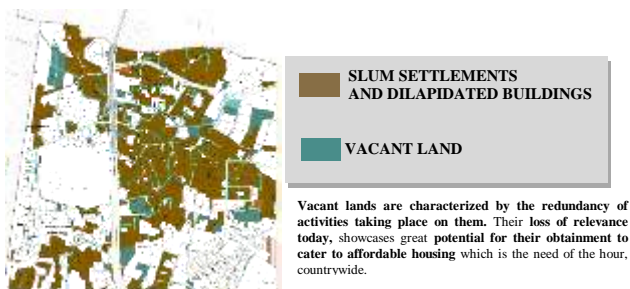 SLUM SETTLEMENTS
AND DILAPIDATED BUILDINGS
VACANT LAND
Vacant lands are characterized by the redundancy of
activities taking place on them. Their loss of relevance
today, showcases great potential for their obtainment to
cater to affordable housing which is the need of the hour,
countrywide.